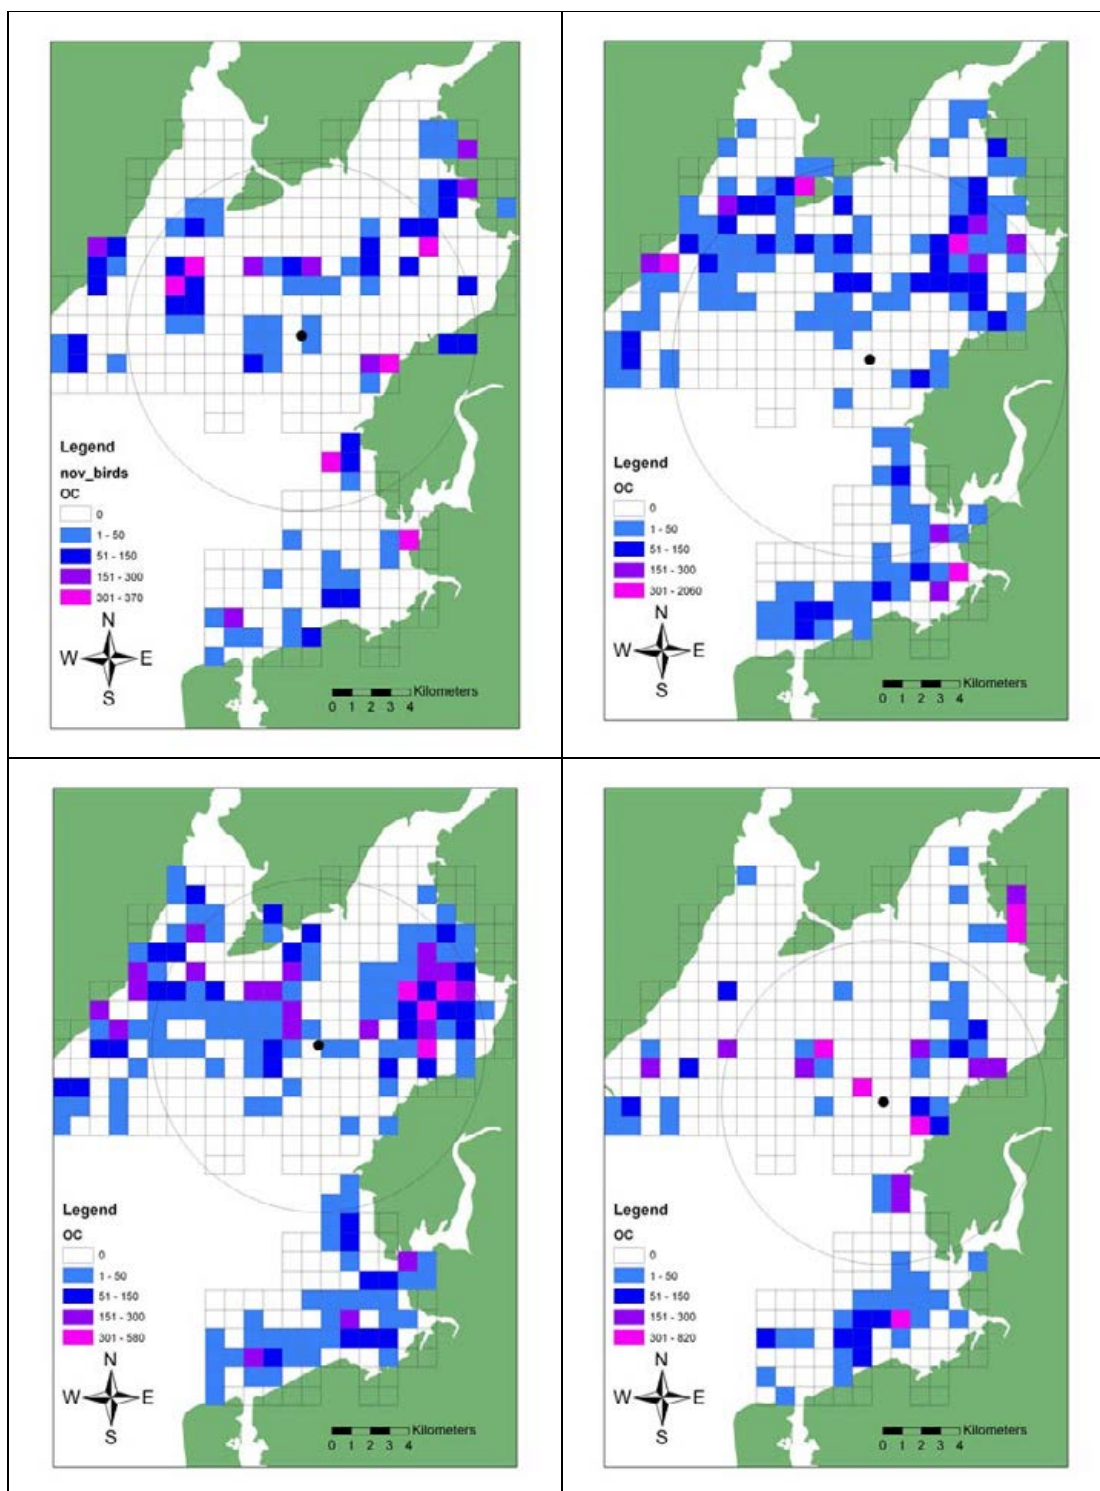 Legend
nov_birds
OC
0
1 - 50
51 - 150
151 - 300
301 - 370
N
W E
S
Kilometers
0 1 2 3 4
Legend
OC
0
1 - 50
51 - 150
151 - 300
301 - 2060
N
W E
S
Kilometers
0 1 2 3 4
Legend
OC
0
1 - 50
51 - 150
151 - 300
301 - 580
N
W E
S
Kilometers
0 1 2 3 4
Legend
OC
0
1 - 50
51 - 150
151 - 300
301 - 820
N
W E
S
Kilometers
0 1 2 3 4